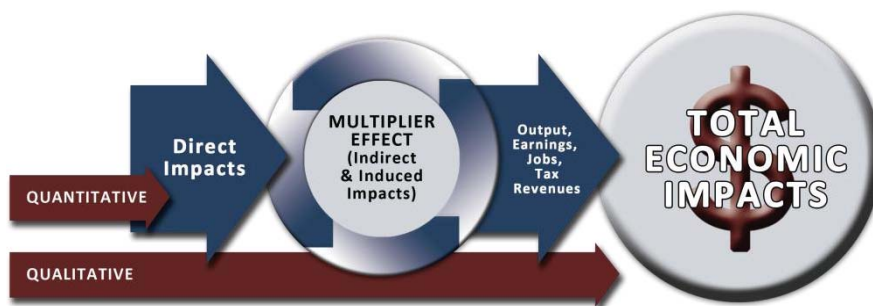 QUANTITATIVE
QUALITATIVE
Direct
Impacts
MULTIPLIER
EFFECT
(Indirect
& Induced
Impacts)
Output,
Earnings,
Jobs,
Tax
Revenues
TOTAL
ECONOMIC
IMPACTS
$